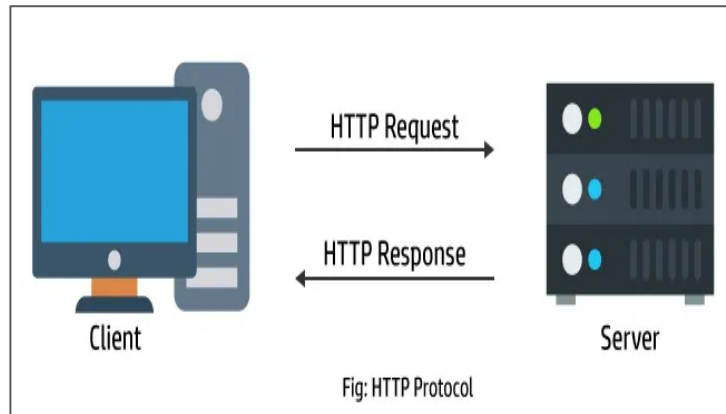 HTTP Request
HTTP Response
Client
Server
Fig: HTTP Protocol